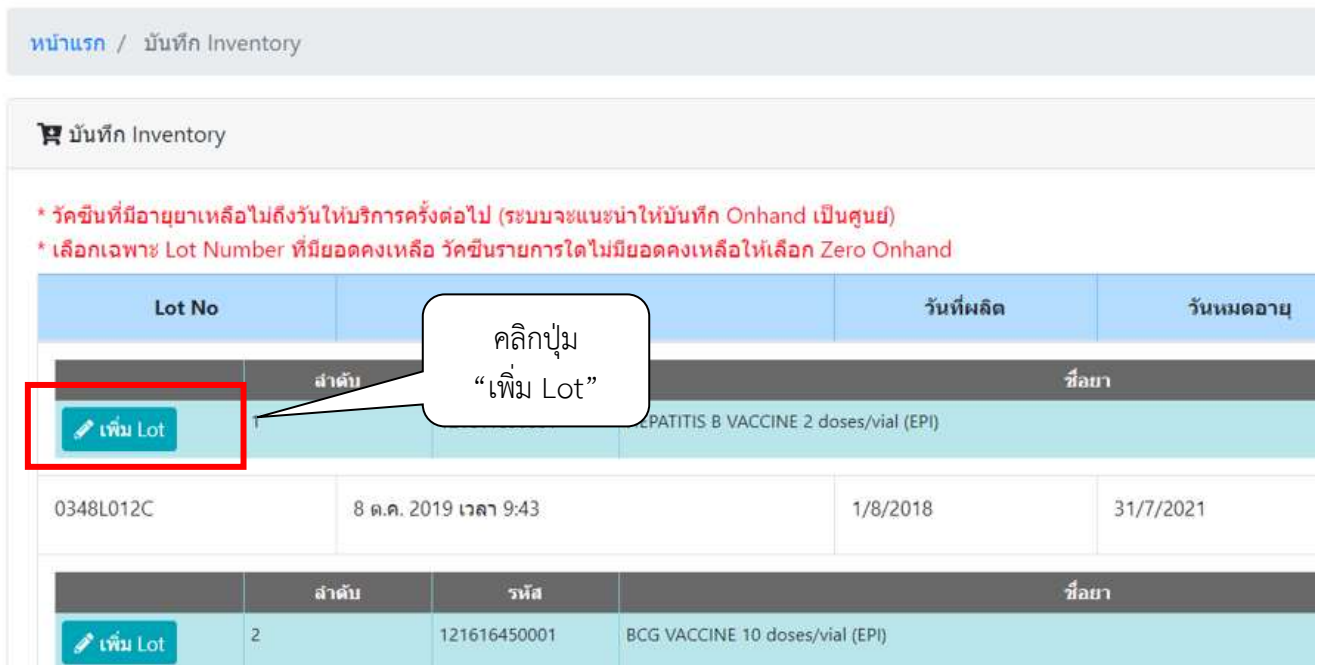 หน้าแรก / บันทึก Inventory
บันทึก Inventory
* วัคซีนที่มีอายุยาเหลือไม่ถึงวันให้บริการครั้งต่อไป (ระบบจะแนะนำให้บันทึก Onhand เป็นศูนย์)
* เลือกเฉพาะ Lot Number ที่มียอดคงเหลือ วัคซีนรายการใดไม่มียอดคงเหลือให้เลือก Zero Onhand
Lot No วันที่ผลิต วันหมดอายุ
คลิกปุ่ม
“เพิ่ม Lot”
ลำดับ ชื่อยา
เพิ่ม Lot 1 B VACCINE 2 doses/vial (EPI)
0348L012C 8 ต.ค. 2019 เวลา 9:43 1/8/2018 31/7/2021
ลำดับ รหัส ชื่อยา
เพิ่ม Lot 2 121616450001 BCG VACCINE 10 doses/vial (EPI)